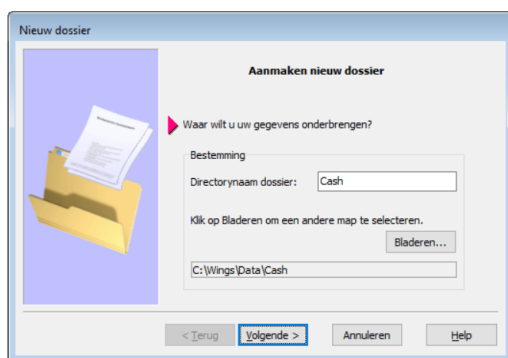 Nieuw dossier
Aanmaken nieuw dossier
Waar wilt u uw gegevens onderbrengen?
Bestemming
Directorynaam dossier: Cash
Klik op Bladeren om een andere map te selecteren.
Bladeren...
C:\Wings\Data\Cash
< Terug Volgende > Annuleren Help